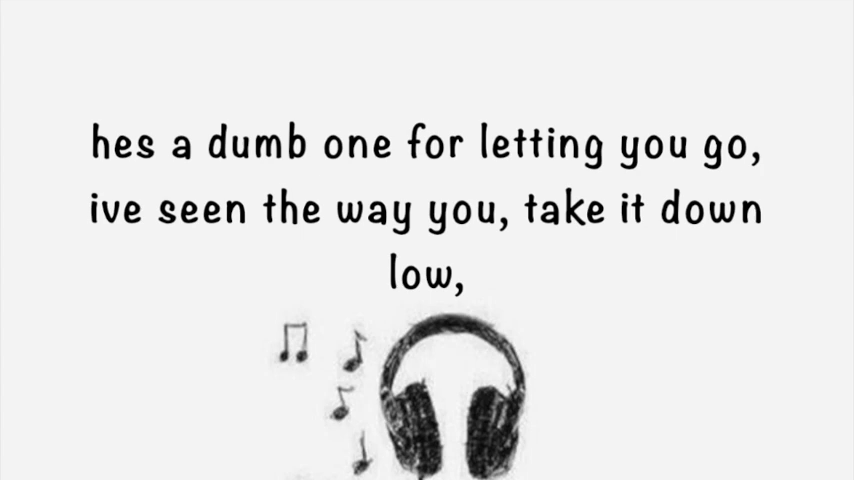 hes a dumb one for letting you go,
ive seen the way you, take it down
low,